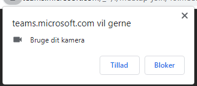 teams.microsoft.com vil gerne
Bruge dit kamera
Tillad
Bloker